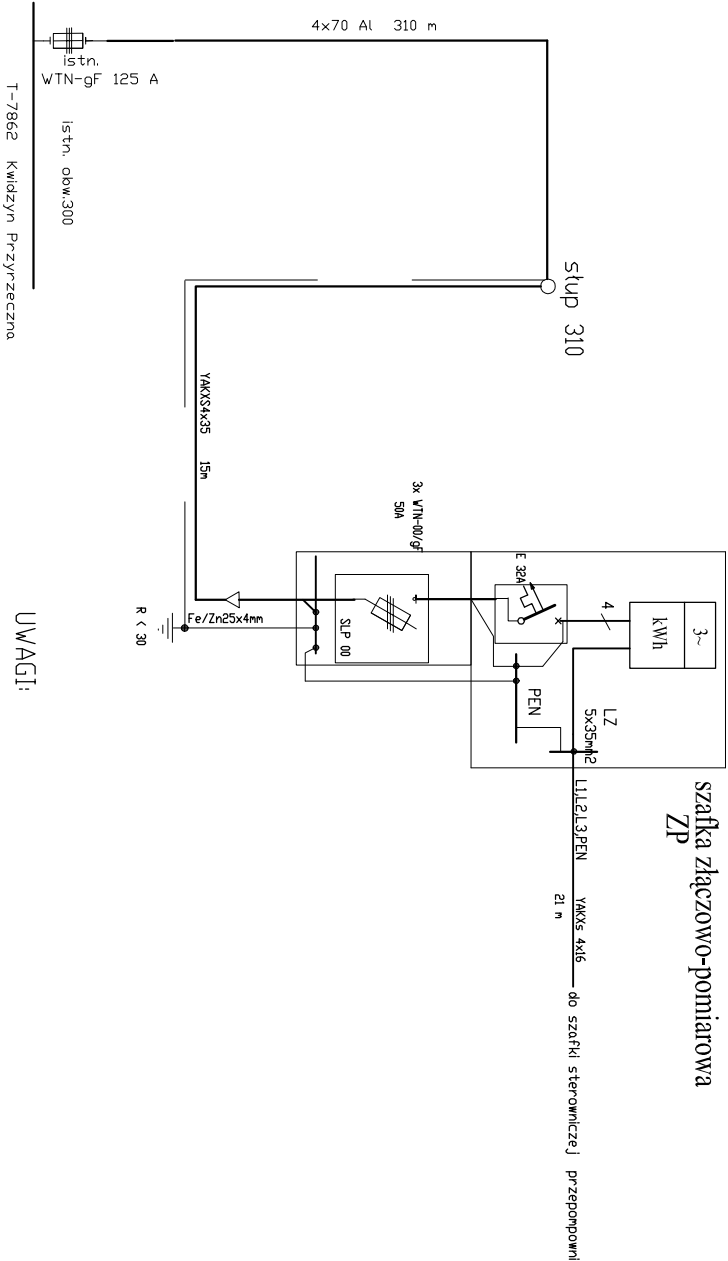 4x70 Al 310 m
istn.
WTN-gF 125 A
istn. obw.300
T-7862 Kwidzyn Przyrzeczna
słup 310
YAKXS4x35 15m
3x WTN-00/gF
50A
SLP 00
Fe/Zn25x4mm
R < 30
E 32A
4
3~
kWh
PEN
LZ
5x35mm2
L1,L2,L3,PEN
YAKXs 4x16
21 m
do szafki sterowniczej przepompowni
szafka złączowo-pomiarowa
ZP
UWAGI: